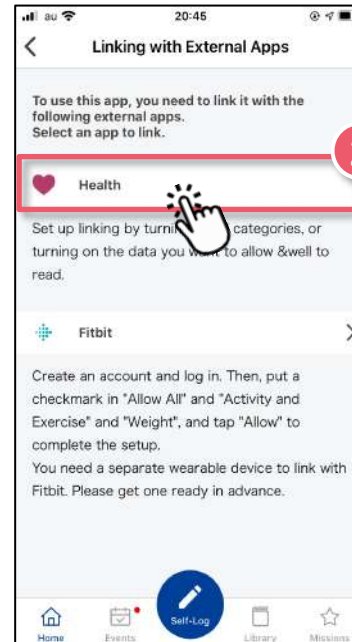 au 20:45
Linking with External Apps
To use this app, you need to link it with the
following external apps.
Select an app to link.
Health
Set up linking by turni categories, or
turning on the data you to allow &well to
read.
Fitbit
Create an account and log in. Then, put a
checkmark in "Allow All" and "Activity and
Exercise" and "Weight", and tap "Allow" to
complete the setup.
You need a separate wearable device to link with
Fitbit. Please get one ready in advance.
Home Events Self-Log Library Missions